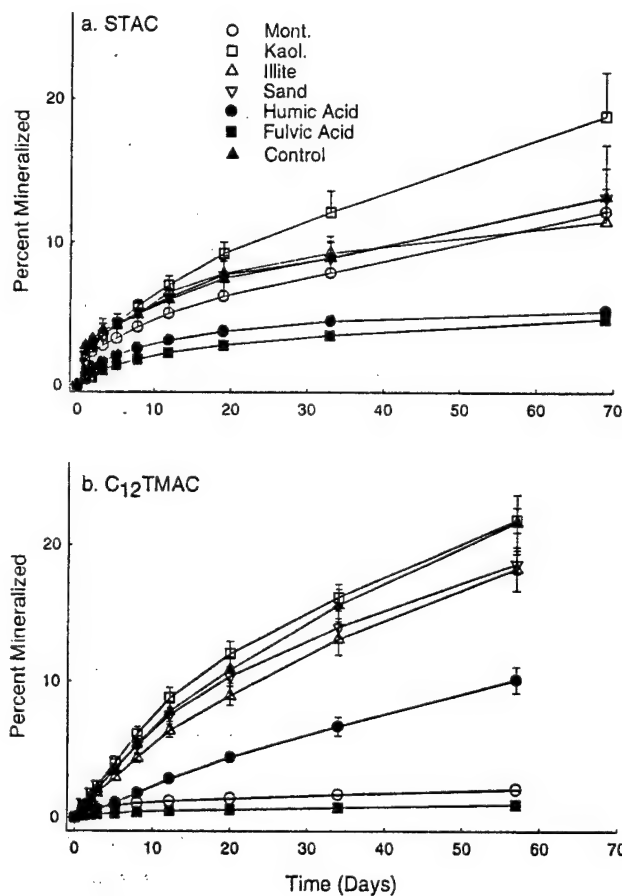 a. STAC
Mont.
Kaol.
Illite
Sand
Humic Acid
Fulvic Acid
Control
Percent Mineralized
20
10
0
0 10 20 30 40 50 60 70
b. C12TMAC
Percent Mineralized
20
10
0
0 10 20 30 40 50 60 70
Time (Days)